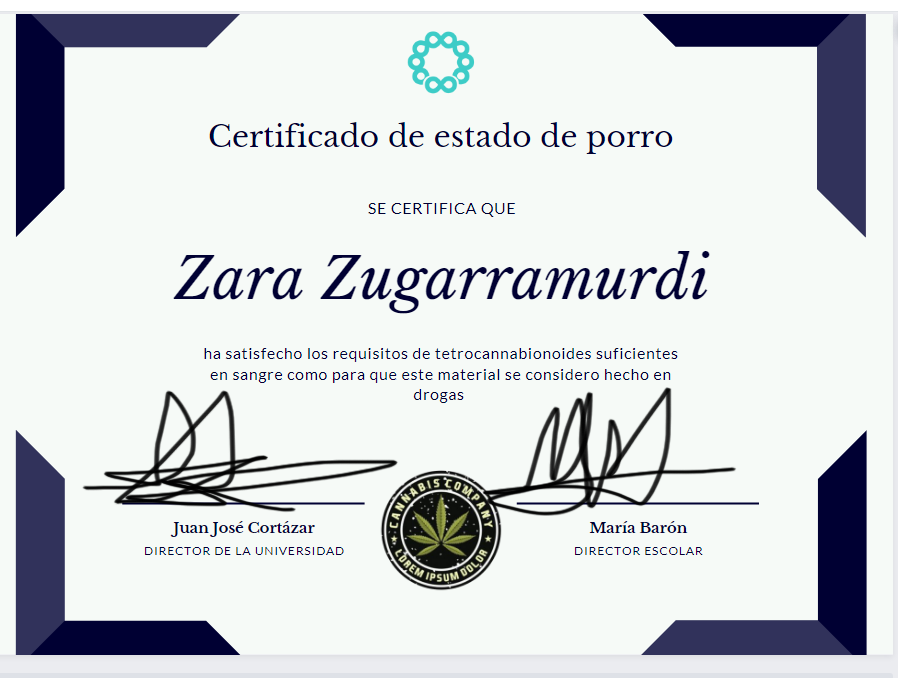 Certificado de estado de porro
SE CERTIFICA QUE
Zara Zugarramurdi
ha satisfecho los requisitos de tetrocannabionoides suficientes
en sangre como para que este material se considero hecho en
drogas
Juan José Cortázar
DIRECTOR DE LA UNIVERSIDAD
CANNABIS COMPANY
LOREM IPSUM DOLOR
María Barón
DIRECTOR ESCOLAR